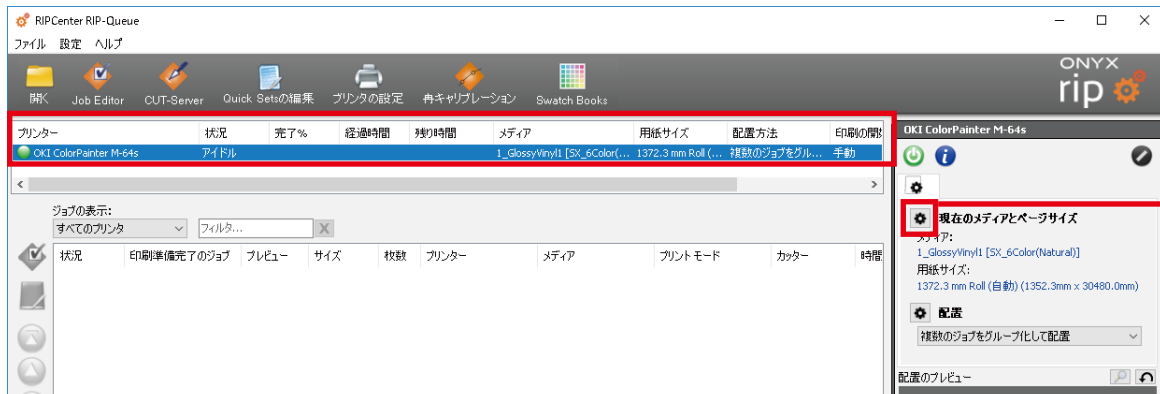 RIPCenter RIP-Queue
ファイル 設定 ヘルプ
開く Job Editor CUT-Server Quick Setsの編集 プリンタの設定 再キャリブレーション Swatch Books
ONYX
rip
プリンター 状況 完了% 経過時間 残り時間 メディア 用紙サイズ 配置方法 印刷の開始
OKI ColorPainter M-64s アイドル 1_GlossyVinyl1 [SX_6Color(... 1372.3 mm Roll (... 複数のジョブをグル... 手動
OKI ColorPainter M-64s
現在のメディアとページサイズ
メディア:
1_GlossyVinyl1 [SX_6Color(Natural)]
用紙サイズ:
1372.3 mm Roll (自動) (1352.3mm x 30480.0mm)
配置
複数のジョブをグループ化して配置
配置のプレビュー
ジョブの表示:
すべてのプリンタ フィルタ... X
状況 印刷準備完了のジョブ プレビュー サイズ 枚数 プリンター メディア プリントモード カッター 時間